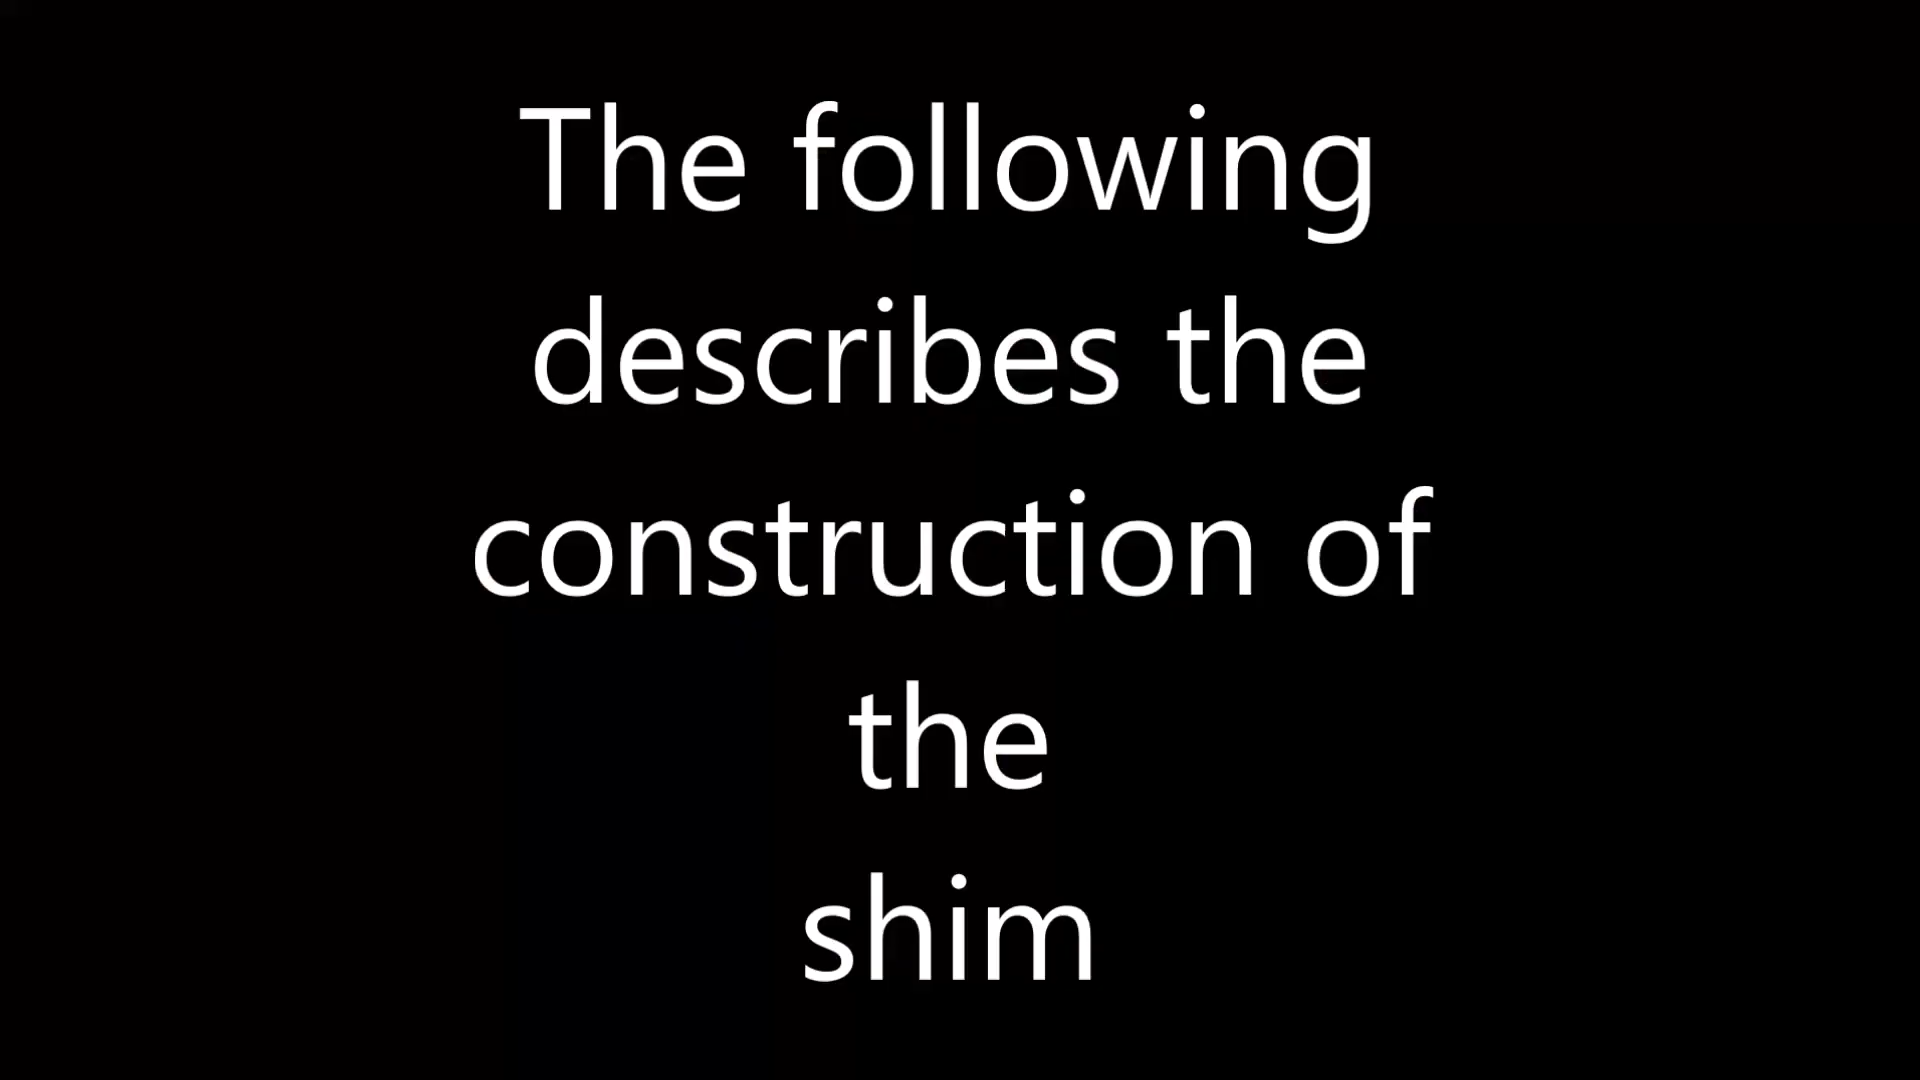 The following
describes the
construction of
the
shim